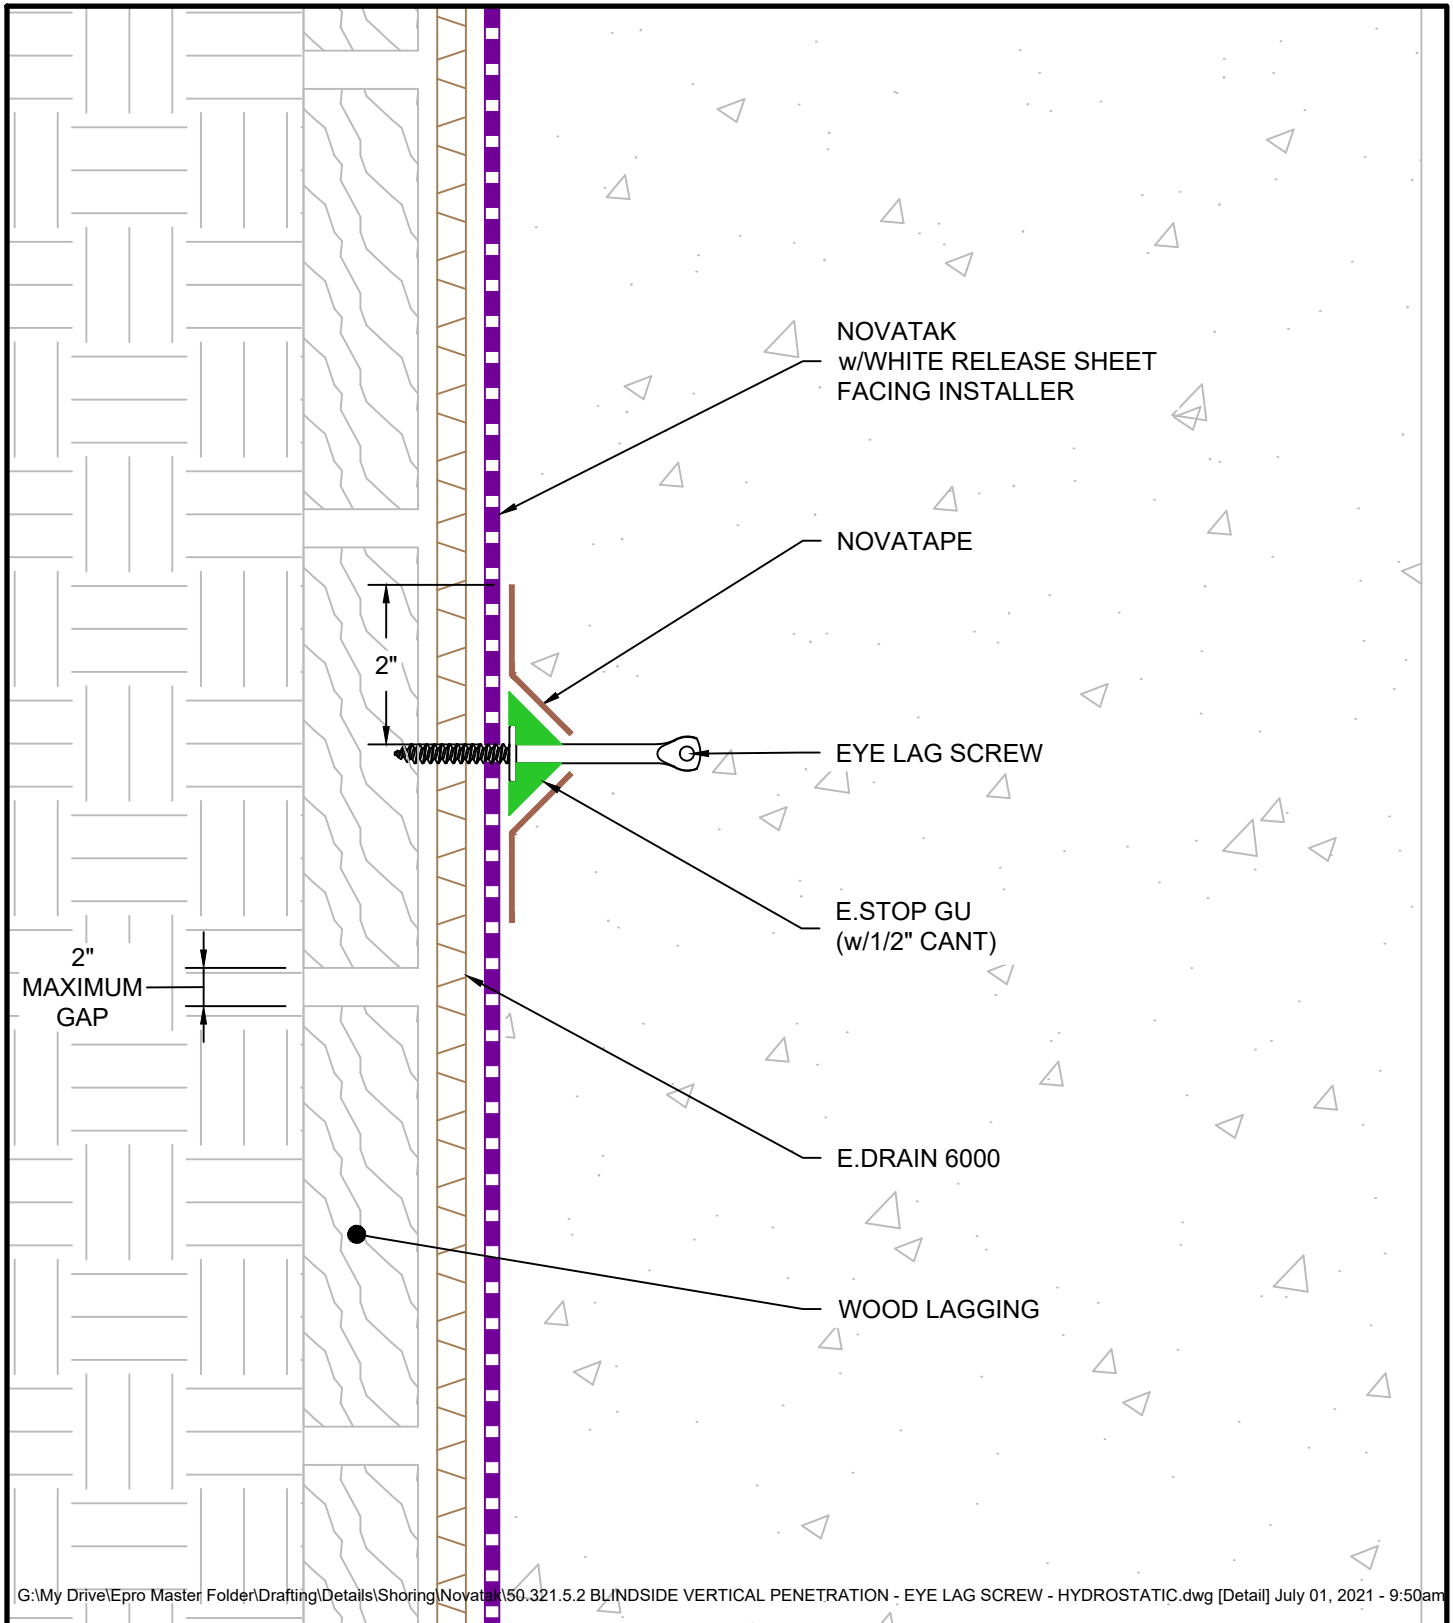 NOVATAK
w/WHITE RELEASE SHEET
FACING INSTALLER
NOVATAPE
2"
EYE LAG SCREW
E.STOP GU
(w/1/2" CANT)
2"
MAXIMUM
GAP
E.DRAIN 6000
WOOD LAGGING
G:\My Drive\Epro Master Folder\Drafting\Details\Shoring\Novatak\50.321.5.2 BLINDSIDE VERTICAL PENETRATION - EYE LAG SCREW - HYDROSTATIC.dwg [Detail] July 01, 2021 - 9:50am